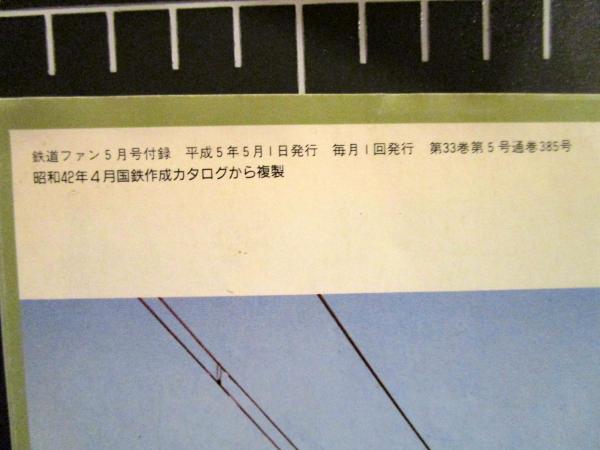 鉄道ファン5月号付録　平成5年5月1日発行　毎月1回発行　第33巻第5号通巻385号
昭和42年4月国鉄作成カタログから複製